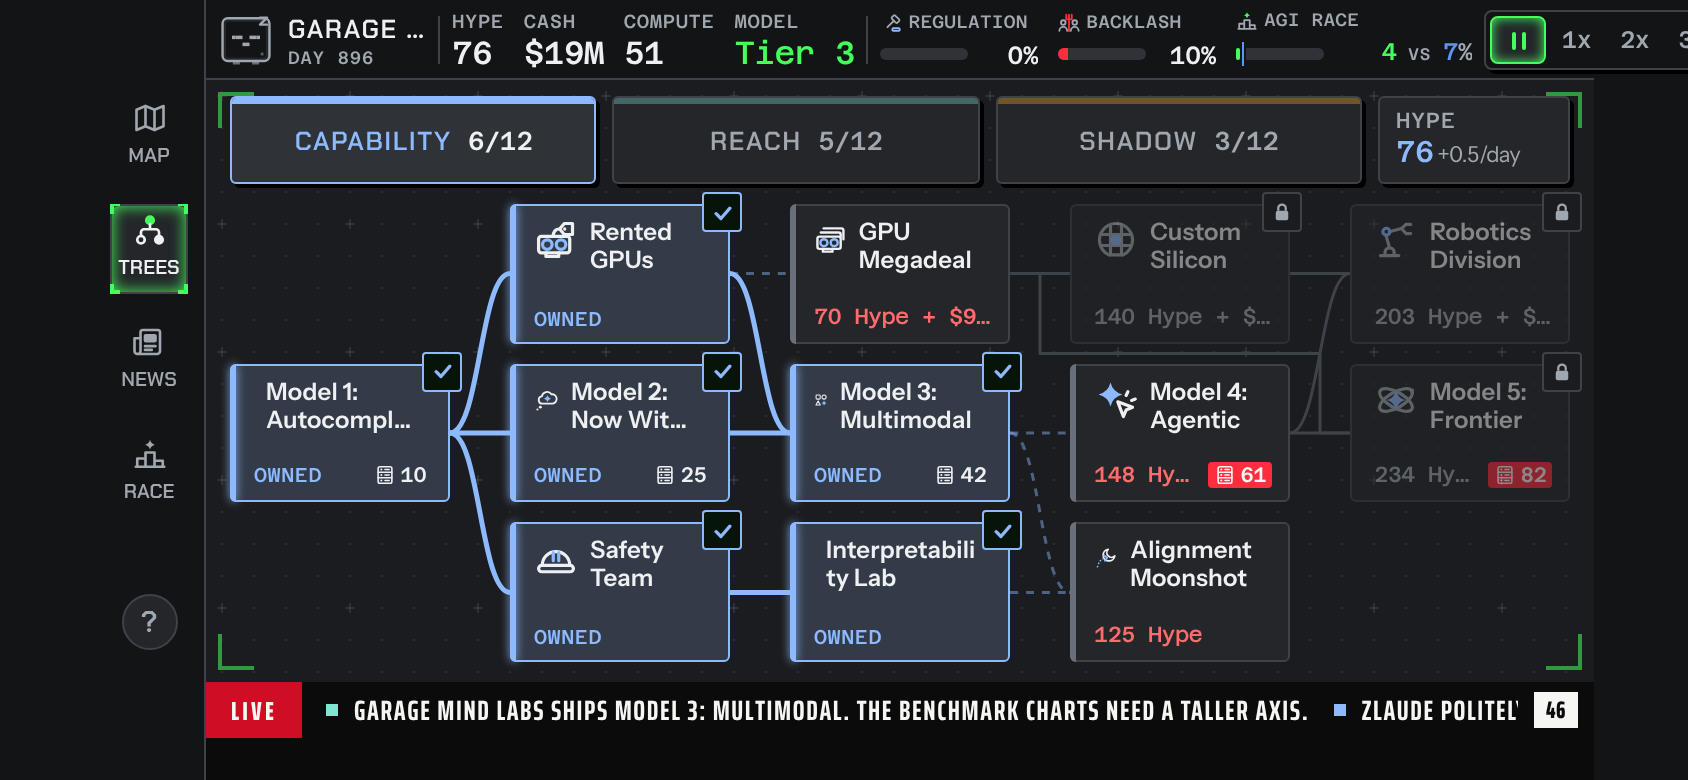 GARAGE ...
DAY 896
HYPE
76
CASH
$19M
COMPUTE
51
MODEL
Tier 3
REGULATION
0%
BACKLASH
10%
AGI RACE
4 VS 7%
1x
2x
3
MAP
TREES
NEWS
RACE
?
CAPABILITY 6/12
REACH 5/12
SHADOW 3/12
HYPE
76 +0.5/day
Rented
GPUs
OWNED
GPU
Megadeal
70 Hype + $9...
Custom
Silicon
140 Hype + $...
Robotics
Division
203 Hype + $...
Model 1:
Autocompl...
OWNED 10
Model 2:
Now Wit...
OWNED 25
Model 3:
Multimodal
OWNED 42
Model 4:
Agentic
148 Hy... 61
Model 5:
Frontier
234 Hy... 82
Safety
Team
OWNED
Interpretabili
ty Lab
OWNED
Alignment
Moonshot
125 Hype
LIVE
GARAGE MIND LABS SHIPS MODEL 3: MULTIMODAL. THE BENCHMARK CHARTS NEED A TALLER AXIS. ZLAUDE POLITEL
46